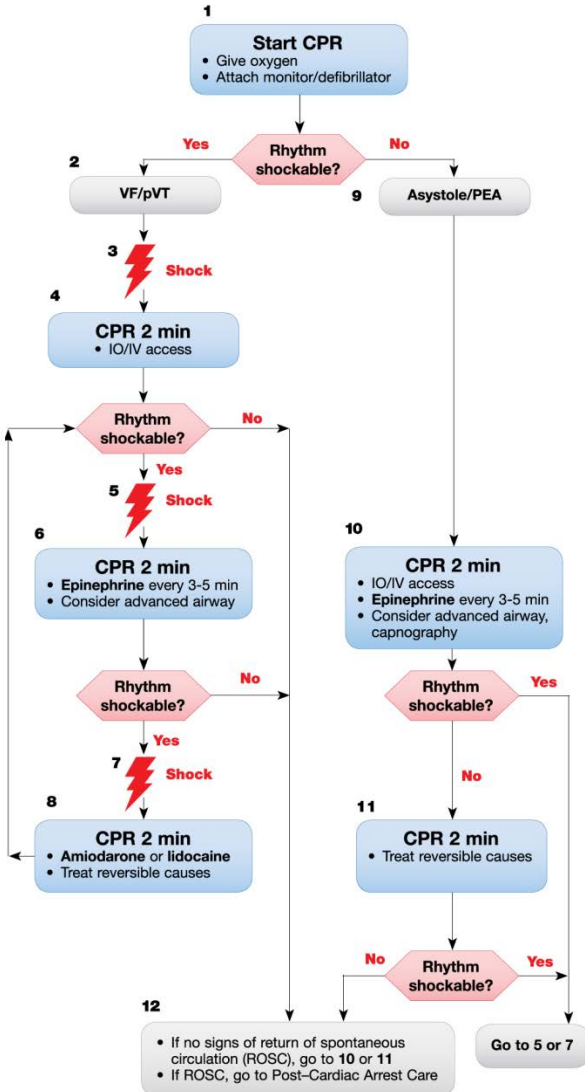 1
Start CPR
• Give oxygen
• Attach monitor/defibrillator
Yes
Rhythm
shockable?
No
2
VF/pVT
9
Asystole/PEA
3
Shock
4
CPR 2 min
• IO/IV access
Rhythm
shockable?
No
Yes
5
Shock
6
CPR 2 min
• Epinephrine every 3-5 min
• Consider advanced airway
10
CPR 2 min
• IO/IV access
• Epinephrine every 3-5 min
• Consider advanced airway,
capnography
Rhythm
shockable?
No
Rhythm
shockable?
Yes
Yes
7
Shock
No
8
CPR 2 min
• Amiodarone or lidocaine
• Treat reversible causes
11
CPR 2 min
• Treat reversible causes
No
Rhythm
shockable?
Yes
12
• If no signs of return of spontaneous
circulation (ROSC), go to 10 or 11
• If ROSC, go to Post–Cardiac Arrest Care
Go to 5 or 7